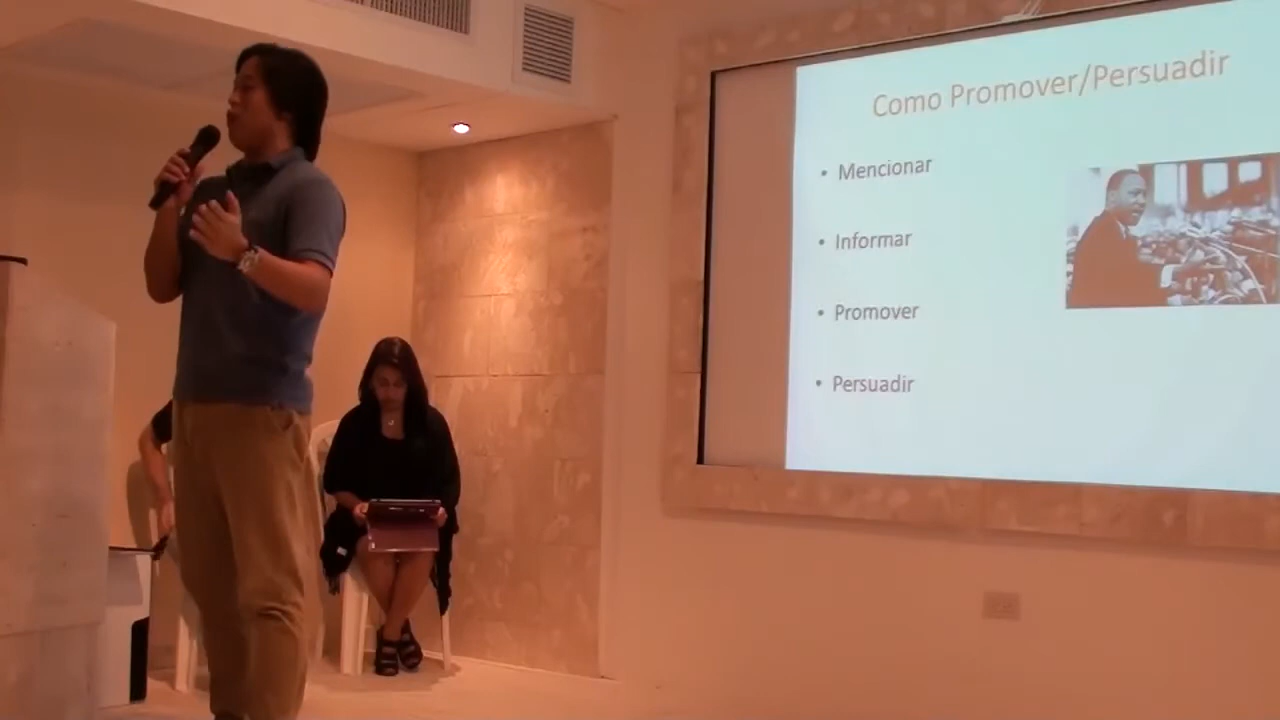 Como Promover/Persuadir
• Mencionar
• Informar
• Promover
• Persuadir